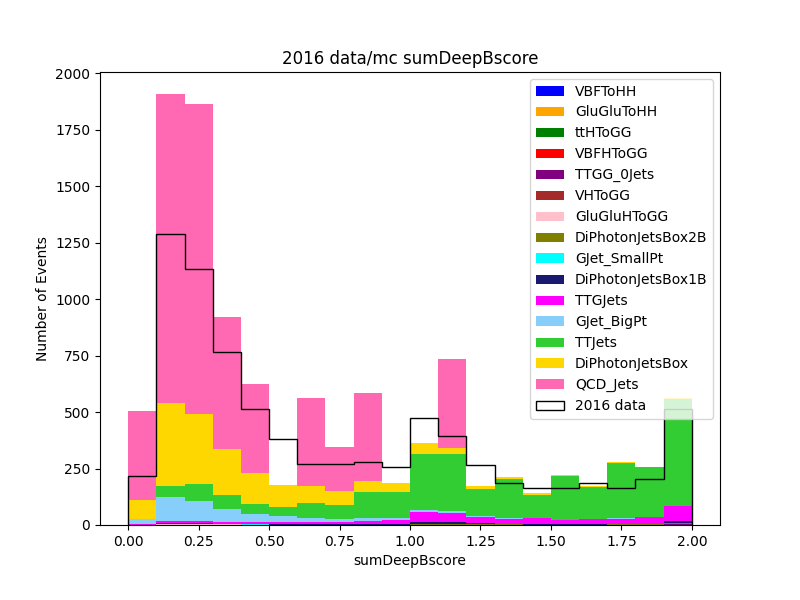 2016 data/mc sumDeepBscore
2000
1750
1500
1250
1000
750
500
250
0
Number of Events
0.00 0.25 0.50 0.75 1.00 1.25 1.50 1.75 2.00
sumDeepBscore
VBFToHH
GluGluToHH
ttHToGG
VBFHToGG
TTGG_0Jets
VHToGG
GluGluHToGG
DiPhotonJetsBox2B
GJet_SmallPt
DiPhotonJetsBox1B
TTGJets
GJet_BigPt
TTJets
DiPhotonJetsBox
QCD_Jets
2016 data